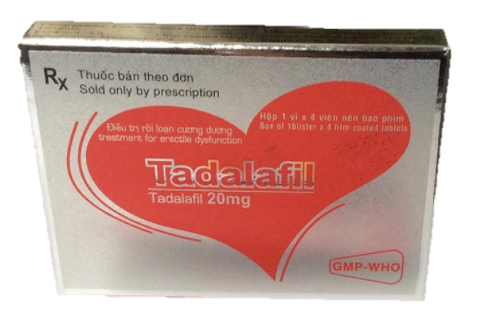 Rx Thuốc bán theo đơn
Sold only by prescription
Hộp 1 vỉ x 4 viên nén bao phim
Box of 1blister x 4 film coated tablets
Điều trị rối loạn cương dương
treatment for erectile dysfunction
Tadalafil
Tadalafil 20mg
GMP-WHO